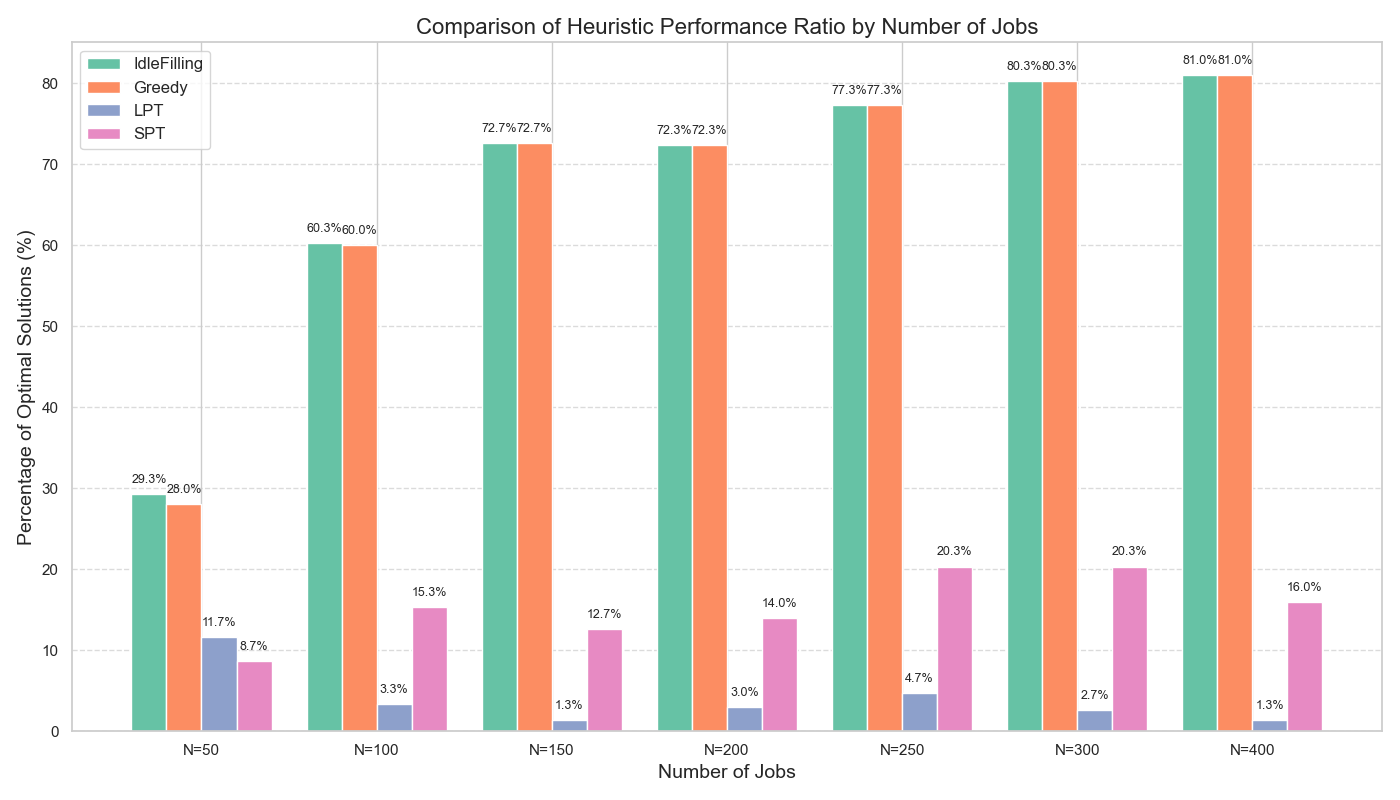 Comparison of Heuristic Performance Ratio by Number of Jobs
IdleFilling
Greedy
LPT
SPT
Percentage of Optimal Solutions (%)
80
70
60
50
40
30
20
10
0
29.3%
28.0%
11.7%
8.7%
60.3%
60.0%
3.3%
15.3%
72.7%
72.7%
1.3%
12.7%
72.3%
72.3%
3.0%
14.0%
77.3%
77.3%
4.7%
20.3%
80.3%
80.3%
2.7%
20.3%
81.0%
81.0%
1.3%
16.0%
N=50
N=100
N=150
N=200
N=250
N=300
N=400
Number of Jobs